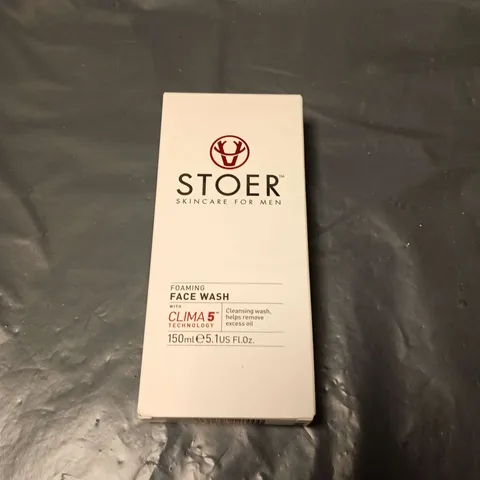 STOER™
SKINCARE FOR MEN
FOAMING
FACE WASH
WITH
CLIMA 5™
TECHNOLOGY
Cleansing wash,
helps remove
excess oil
150ml ℮ 5.1US FL.Oz.